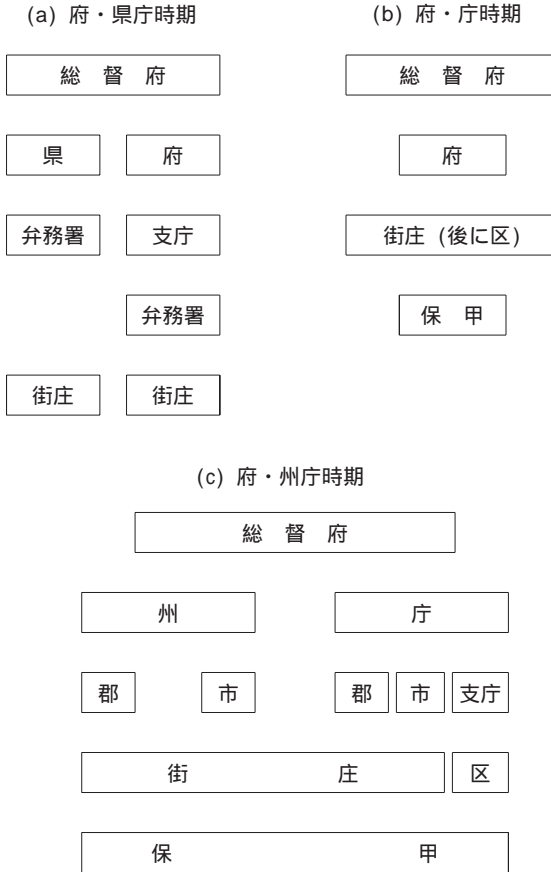 (a) 府・県庁時期
総 督 府
県 府
弁務署 支庁
弁務署
街庄 街庄
(b) 府・庁時期
総 督 府
府
街庄 (後に区)
保 甲
(c) 府・州庁時期
総 督 府
州 庁
郡 市 郡 市 支庁
街 庄 区
保 甲